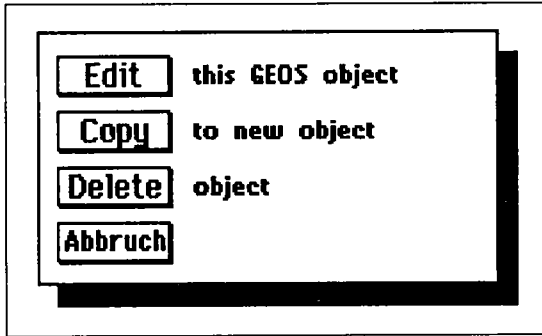 Edit this GEOS object
Copy to new object
Delete object
Abbruch